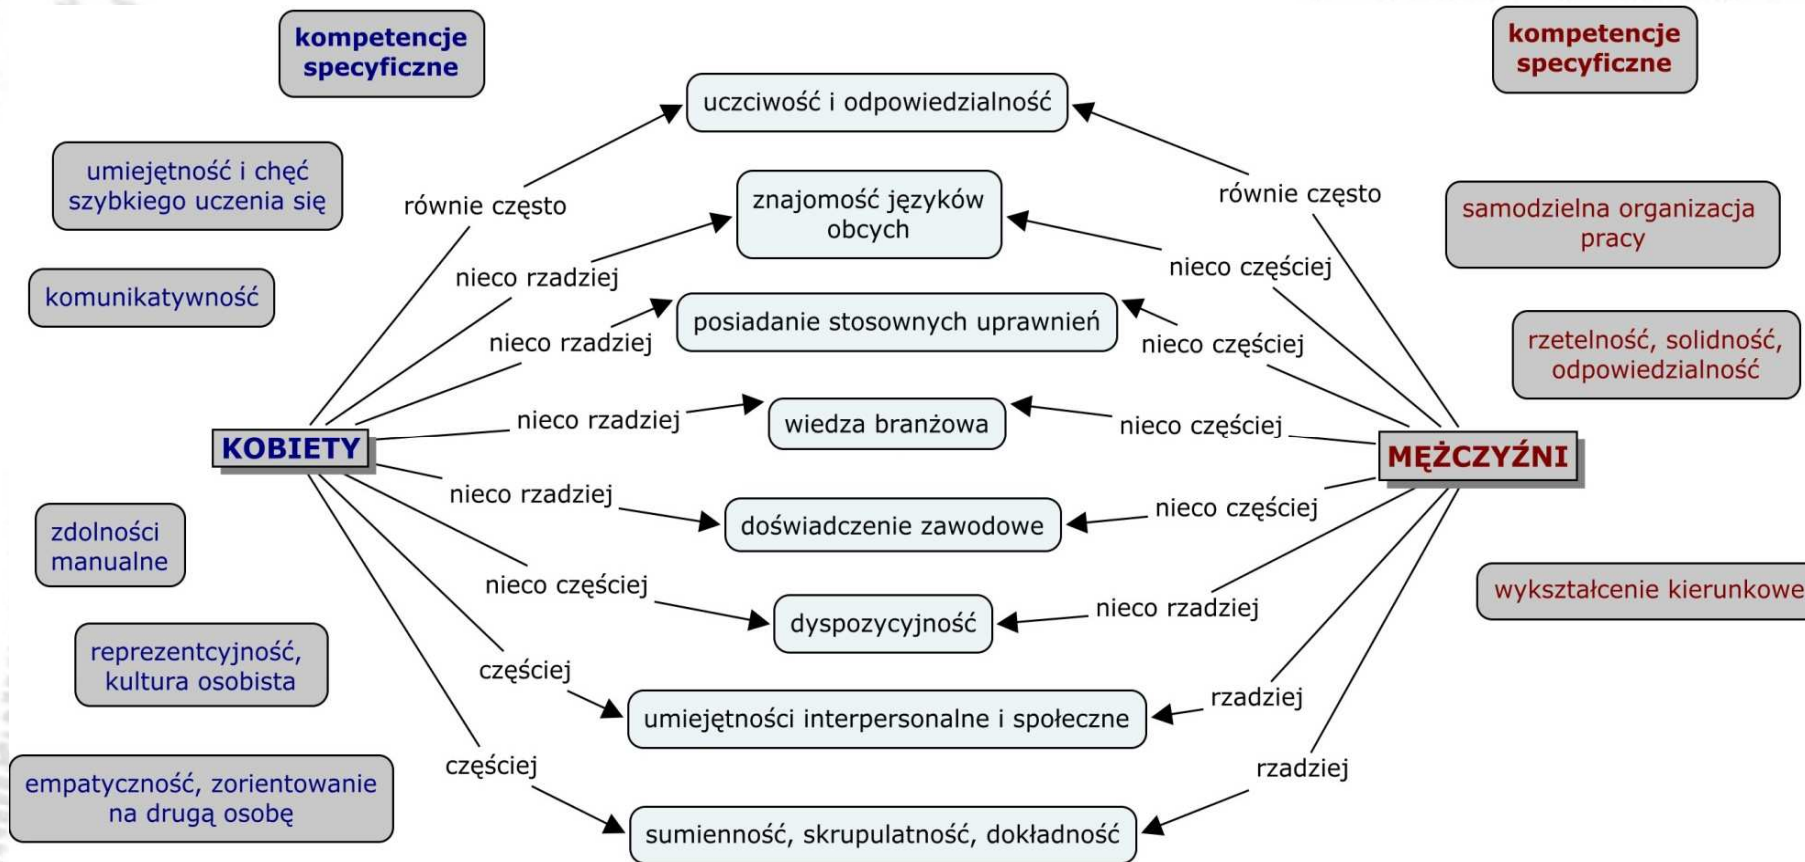 kompetencje
specyficzne
kompetencje
specyficzne
uczciwość i odpowiedzialność
umiejętność i chęć
szybkiego uczenia się
równie często
równie często
znajomość języków
obcych
samodzielna organizacja
pracy
nieco rzadziej
nieco częściej
komunikatywność
posiadanie stosownych uprawnień
nieco rzadziej
nieco częściej
rzetelność, solidność,
odpowiedzialność
nieco rzadziej
wiedza branżowa
nieco częściej
KOBIETY
MĘŻCZYŹNI
nieco rzadziej
doświadczenie zawodowe
nieco częściej
zdolności
manualne
nieco częściej
dyspozycyjność
nieco rzadziej
wykształcenie kierunkowe
reprezentcyjność,
kultura osobista
częściej
umiejętności interpersonalne i społeczne
rzadziej
częściej
rzadziej
empatyczność, zorientowanie
na drugą osobę
sumienność, skrupulatność, dokładność